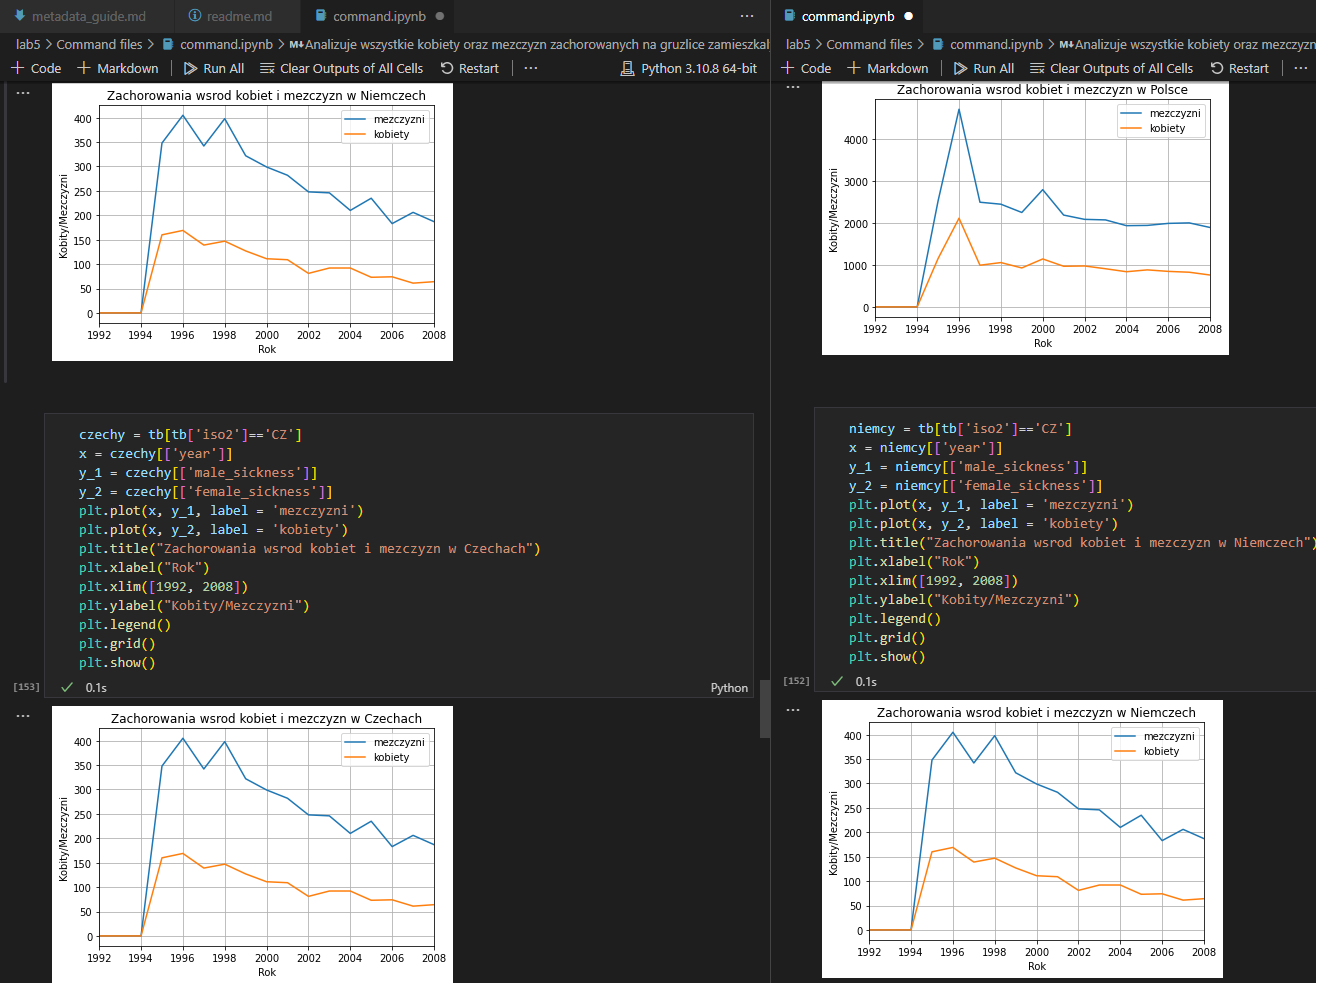 metadata_guide.md
readme.md
command.ipynb
lab5 > Command files > command.ipynb > M↓Analizuje wszystkie kobiety oraz mezczyzn zachorowanych na gruzlice zamieszkal
+ Code + Markdown Run All Clear Outputs of All Cells Restart ... Python 3.10.8 64-bit
Zachorowania wsrod kobiet i mezczyzn w Niemczech
mezczyzni
kobiety
400
350
300
250
200
150
100
50
0
Kobity/Mezczyzni
1992 1994 1996 1998 2000 2002 2004 2006 2008
Rok
czechy = tb[tb['iso2']=='CZ']
x = czechy[['year']]
y_1 = czechy[['male_sickness']]
y_2 = czechy[['female_sickness']]
plt.plot(x, y_1, label = 'mezczyzni')
plt.plot(x, y_2, label = 'kobiety')
plt.title("Zachorowania wsrod kobiet i mezczyzn w Czechach")
plt.xlabel("Rok")
plt.xlim([1992, 2008])
plt.ylabel("Kobity/Mezczyzni")
plt.legend()
plt.grid()
plt.show()
[153] ✓ 0.1s Python
Zachorowania wsrod kobiet i mezczyzn w Czechach
mezczyzni
kobiety
400
350
300
250
200
150
100
50
0
Kobity/Mezczyzni
1992 1994 1996 1998 2000 2002 2004 2006 2008
Rok
command.ipynb
lab5 > Command files > command.ipynb > M↓Analizuje wszystkie kobiety oraz mezczyzn
+ Code + Markdown Run All Clear Outputs of All Cells Restart ...
Zachorowania wsrod kobiet i mezczyzn w Polsce
mezczyzni
kobiety
4000
3000
2000
1000
0
Kobity/Mezczyzni
1992 1994 1996 1998 2000 2002 2004 2006 2008
Rok
niemcy = tb[tb['iso2']=='CZ']
x = niemcy[['year']]
y_1 = niemcy[['male_sickness']]
y_2 = niemcy[['female_sickness']]
plt.plot(x, y_1, label = 'mezczyzni')
plt.plot(x, y_2, label = 'kobiety')
plt.title("Zachorowania wsrod kobiet i mezczyzn w Niemczech")
plt.xlabel("Rok")
plt.xlim([1992, 2008])
plt.ylabel("Kobity/Mezczyzni")
plt.legend()
plt.grid()
plt.show()
[152] ✓ 0.1s
Zachorowania wsrod kobiet i mezczyzn w Niemczech
mezczyzni
kobiety
400
350
300
250
200
150
100
50
0
Kobity/Mezczyzni
1992 1994 1996 1998 2000 2002 2004 2006 2008
Rok